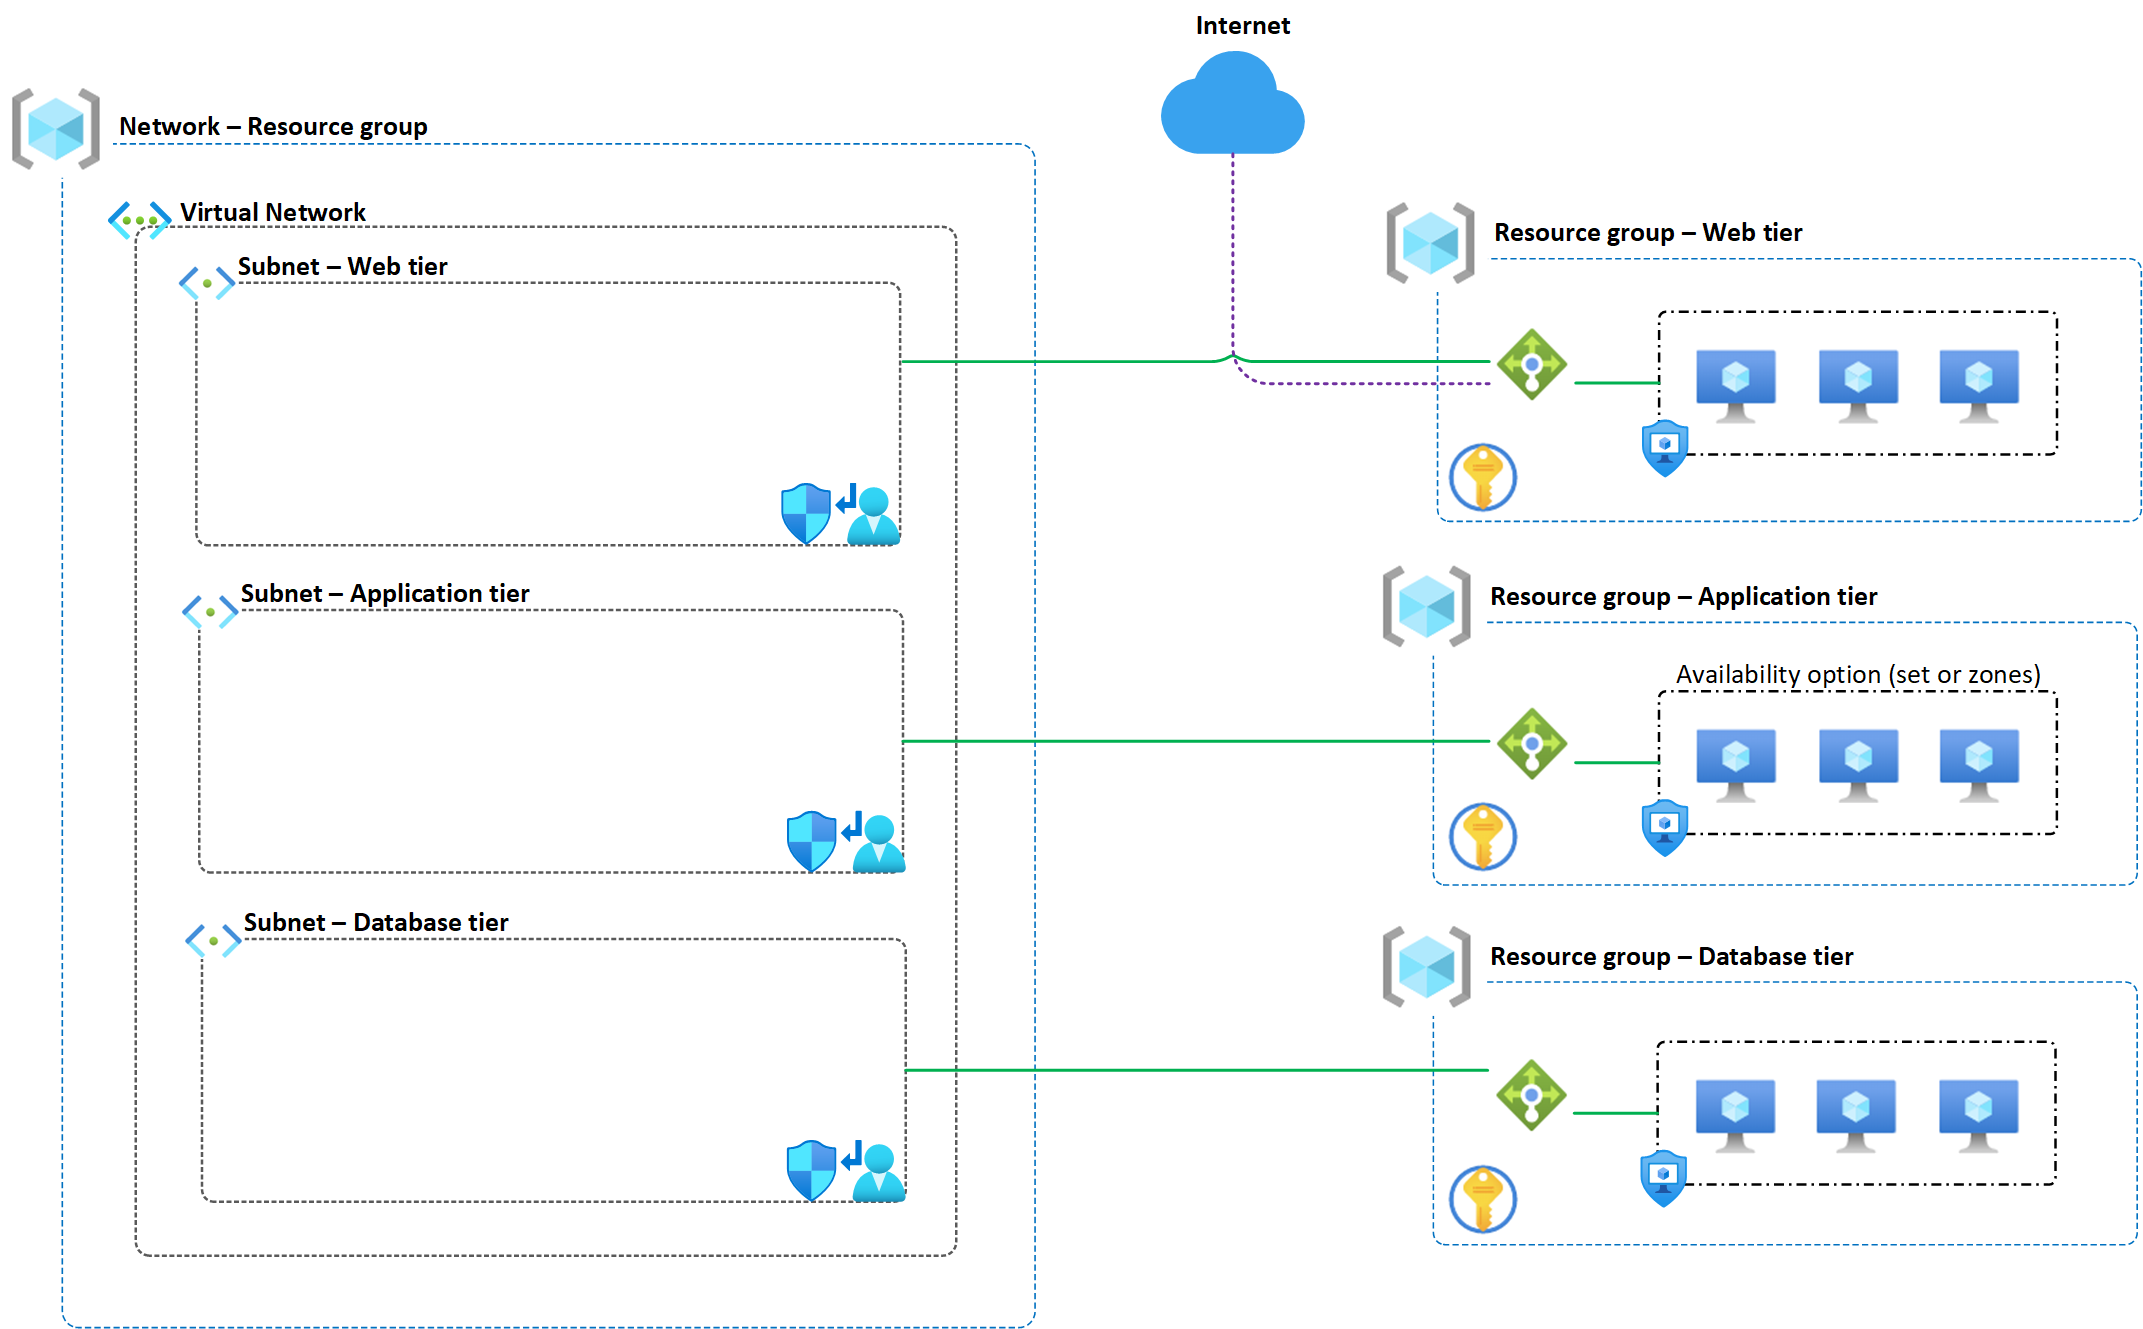 Internet
Network – Resource group
Virtual Network
Subnet – Web tier
Resource group – Web tier
Subnet – Application tier
Resource group – Application tier
Availability option (set or zones)
Subnet – Database tier
Resource group – Database tier